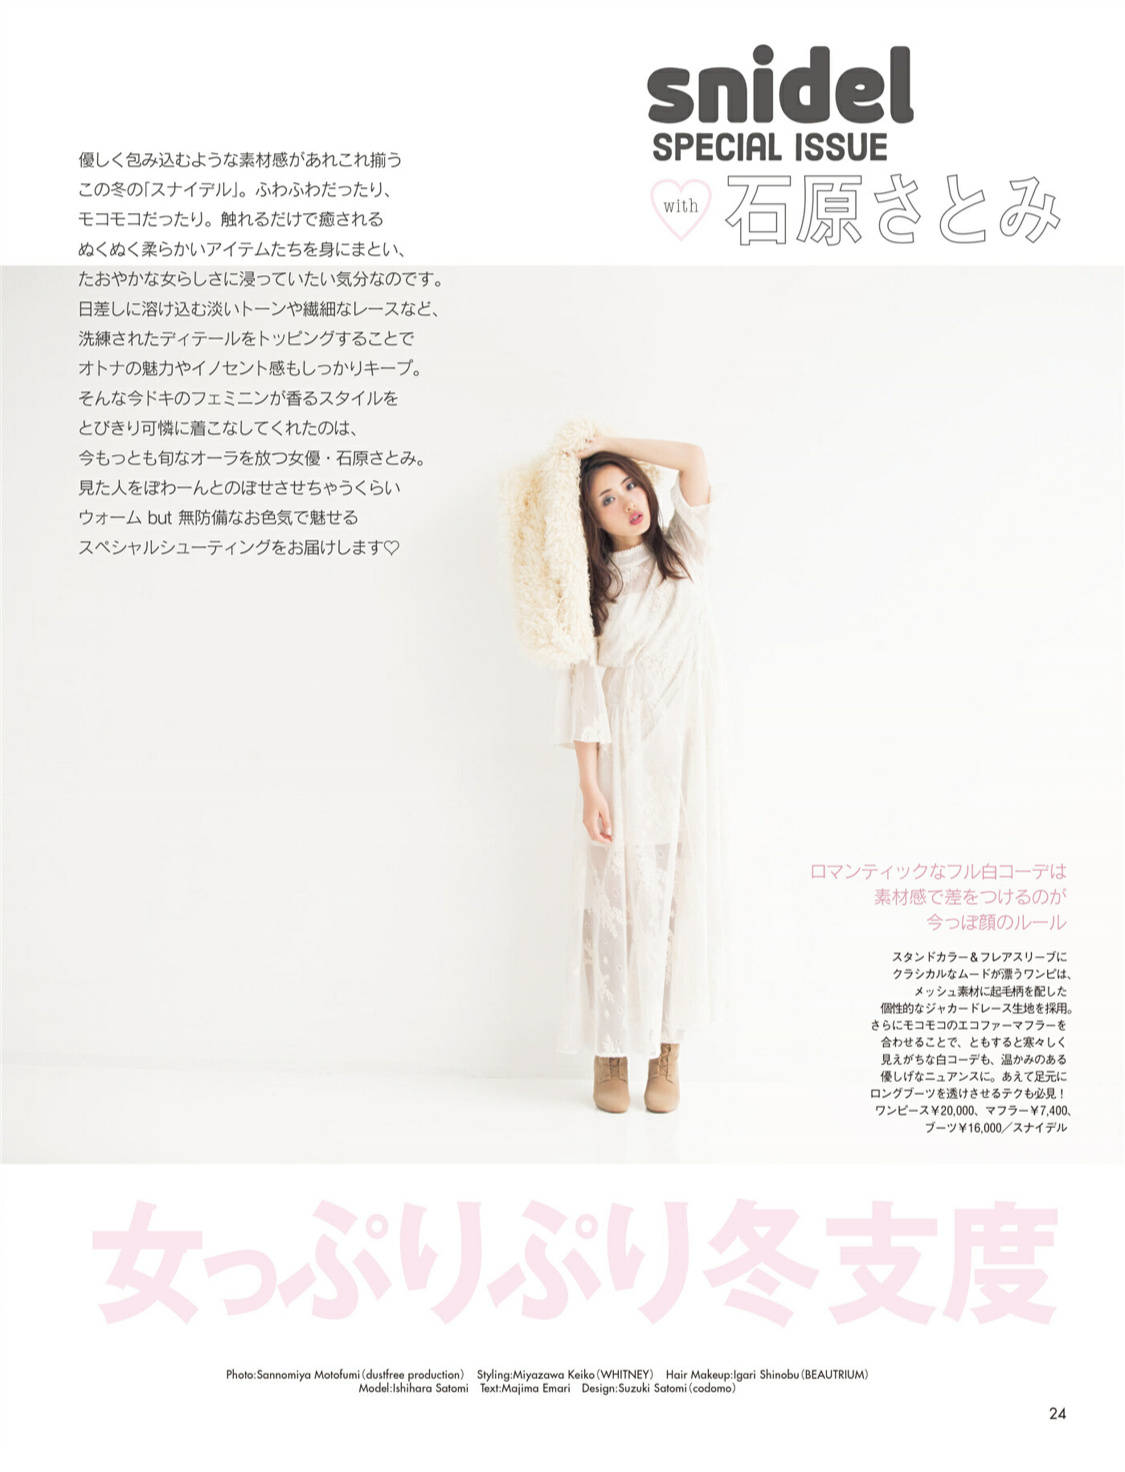 snidel
SPECIAL ISSUE
with 石原さとみ
優しく包み込むような素材感があれこれ揃う
この冬の「スナイデル」。ふわふわだったり、
モコモコだったり。触れるだけで癒される
ぬくぬく柔らかいアイテムたちを身にまとい、
たおやかな女らしさに浸っていたい気分なのです。
日差しに溶け込む淡いトーンや繊細なレースなど、
洗練されたディテールをトッピングすることで
オトナの魅力やイノセント感もしっかりキープ。
そんな今ドキのフェミニンが香るスタイルを
とびきり可憐に着こなしてくれたのは、
今もっとも旬なオーラを放つ女優・石原さとみ。
見た人をぽわーんとのぼせさせちゃうくらい
ウォーム but 無防備なお色気で魅せる
スペシャルシューティングをお届けします♡
ロマンティックなフル白コーデは
素材感で差をつけるのが
今っぽ顔のルール
スタンドカラー＆フレアスリーブに
クラシカルなムードが漂うワンピは、
メッシュ素材に起毛柄を配した
個性的なジャカードレース生地を採用。
さらにモコモコのエコファーマフラーを
合わせることで、ともすると寒々しく
見えがちな白コーデも、温かみのある
優しげなニュアンスに。あえて足元に
ロングブーツを透けさせるテクも必見！
ワンピース¥20,000、マフラー¥7,400、
ブーツ¥16,000／スナイデル
女っぷりぷり冬支度
Photo:Sannomiya Motofumi（dustfree production） Styling:Miyazawa Keiko（WHITNEY） Hair Makeup:Igari Shinobu（BEAUTRIUM）
Model:Ishihara Satomi Text:Majima Emari Design:Suzuki Satomi（codomo）
24